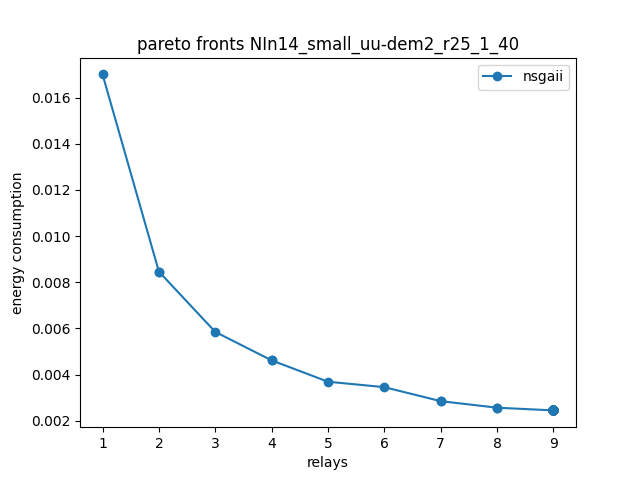 pareto fronts NIn14_small_uu-dem2_r25_1_40
nsgaii
energy consumption
0.016
0.014
0.012
0.010
0.008
0.006
0.004
0.002
1 2 3 4 5 6 7 8 9
relays